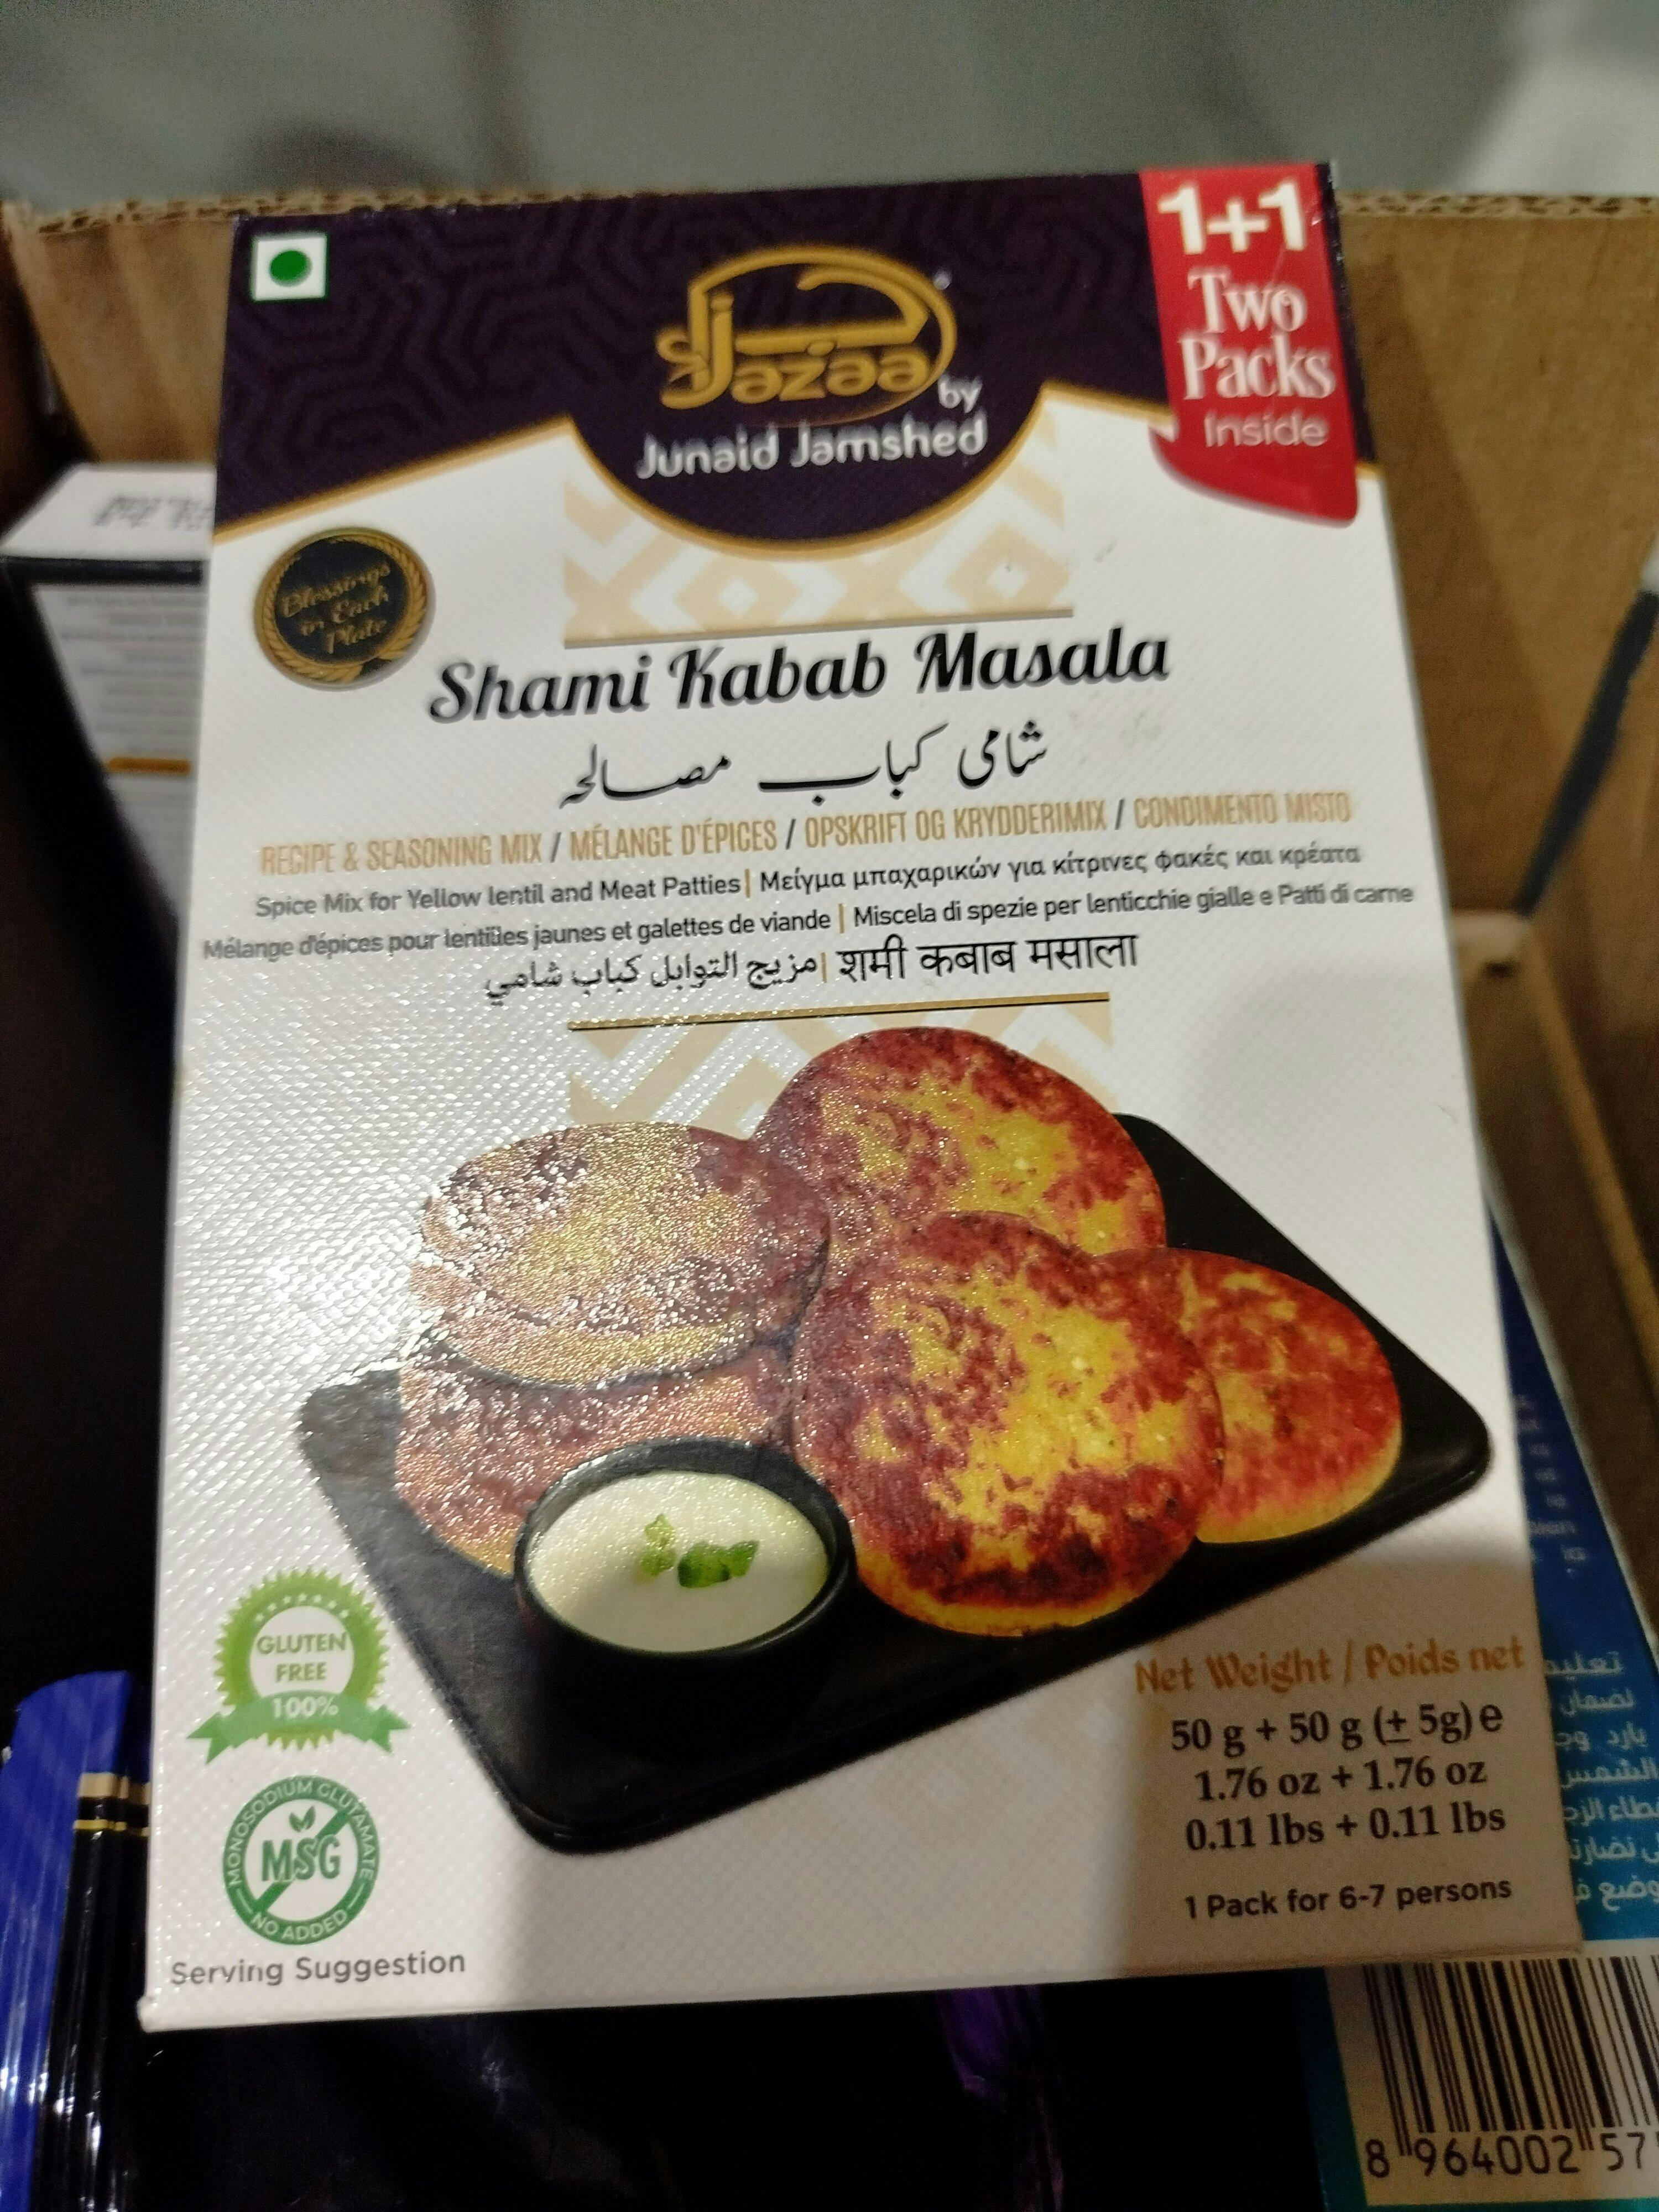 1+1
Two
Packs
Inside
Jazaa
by
Junaid Jamshed
Blessings
in Each
Plate
Shami Kabab Masala
شامی کباب مصالحہ
RECIPE & SEASONING MIX / MÉLANGE D'ÉPICES / OPSKRIFT OG KRYDDERIMIX / CONDIMENTO MISTO
Spice Mix for Yellow lentil and Meat Patties| Μείγμα μπαχαρικών για κίτρινες φακές και κρέατα
Mélange d'épices pour lentilles jaunes et galettes de viande | Miscela di spezie per lenticchie gialle e Patti di carne
مزيج التوابل كباب شامي| शमी कबाब मसाला
GLUTEN
FREE
100%
MONOSODIUM GLUTAMATE
MSG
NO ADDED
Serving Suggestion
Net Weight / Poids net
50 g + 50 g (± 5g) e
1.76 oz + 1.76 oz
0.11 lbs + 0.11 lbs
1 Pack for 6-7 persons
8 964002 57